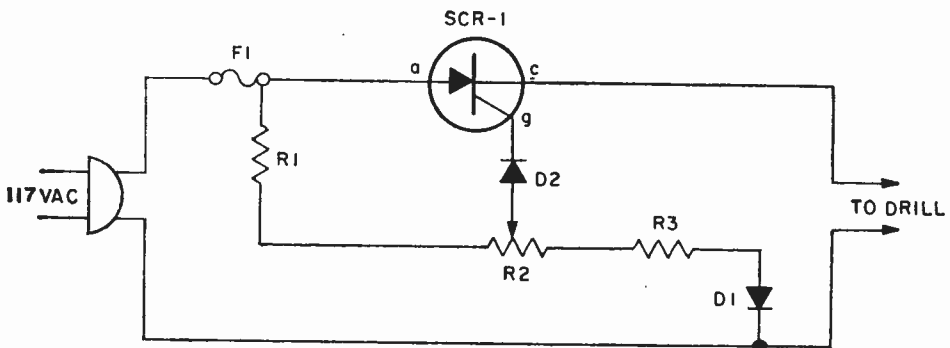 SCR-1
F1
a
c
g
R1
D2
117VAC
TO DRILL
R3
R2
D1